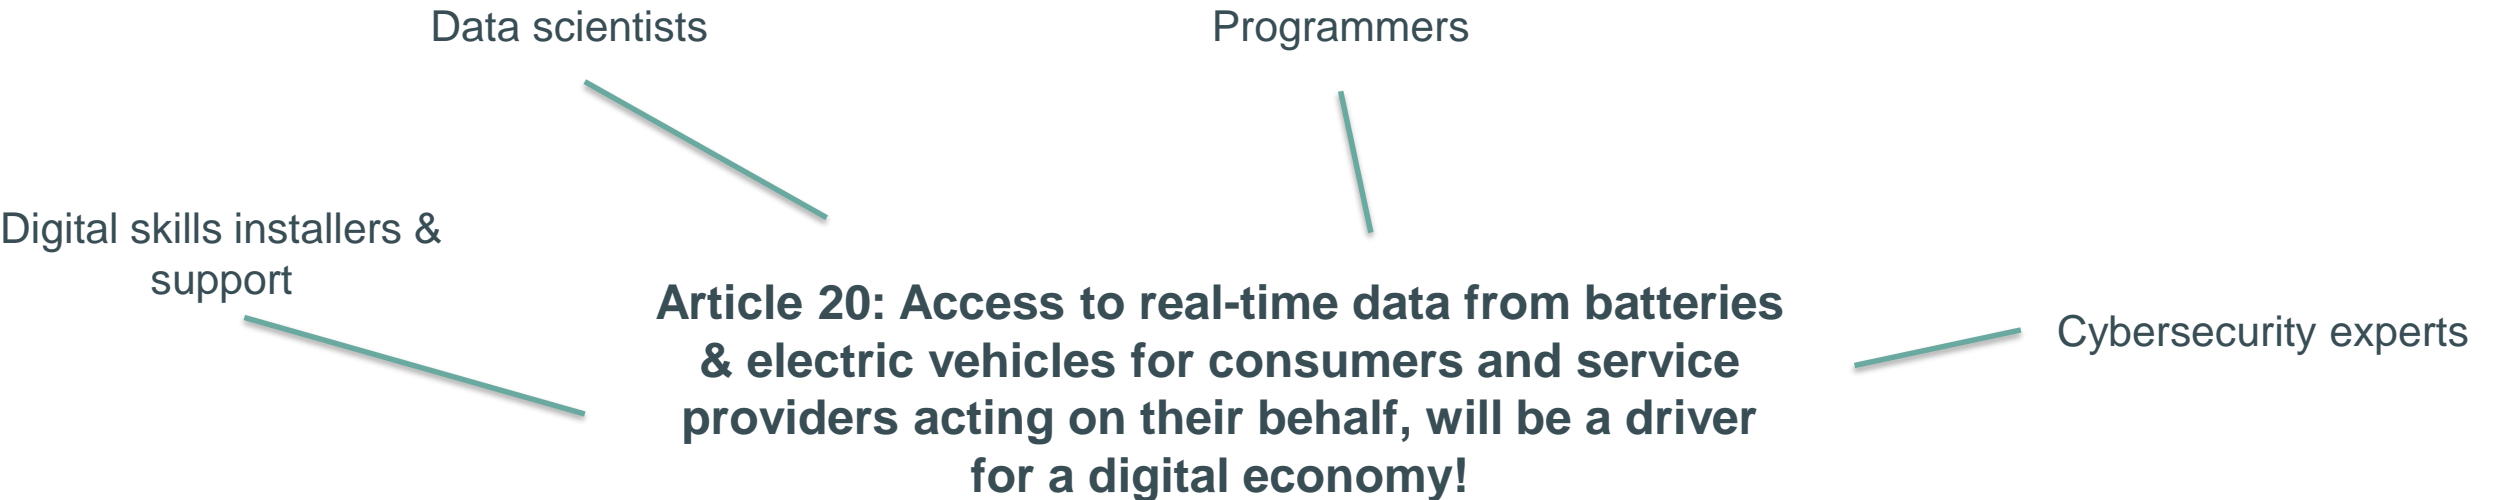 Data scientists
Programmers
Digital skills installers &
support
Article 20: Access to real-time data from batteries
& electric vehicles for consumers and service
providers acting on their behalf, will be a driver
for a digital economy!
Cybersecurity experts